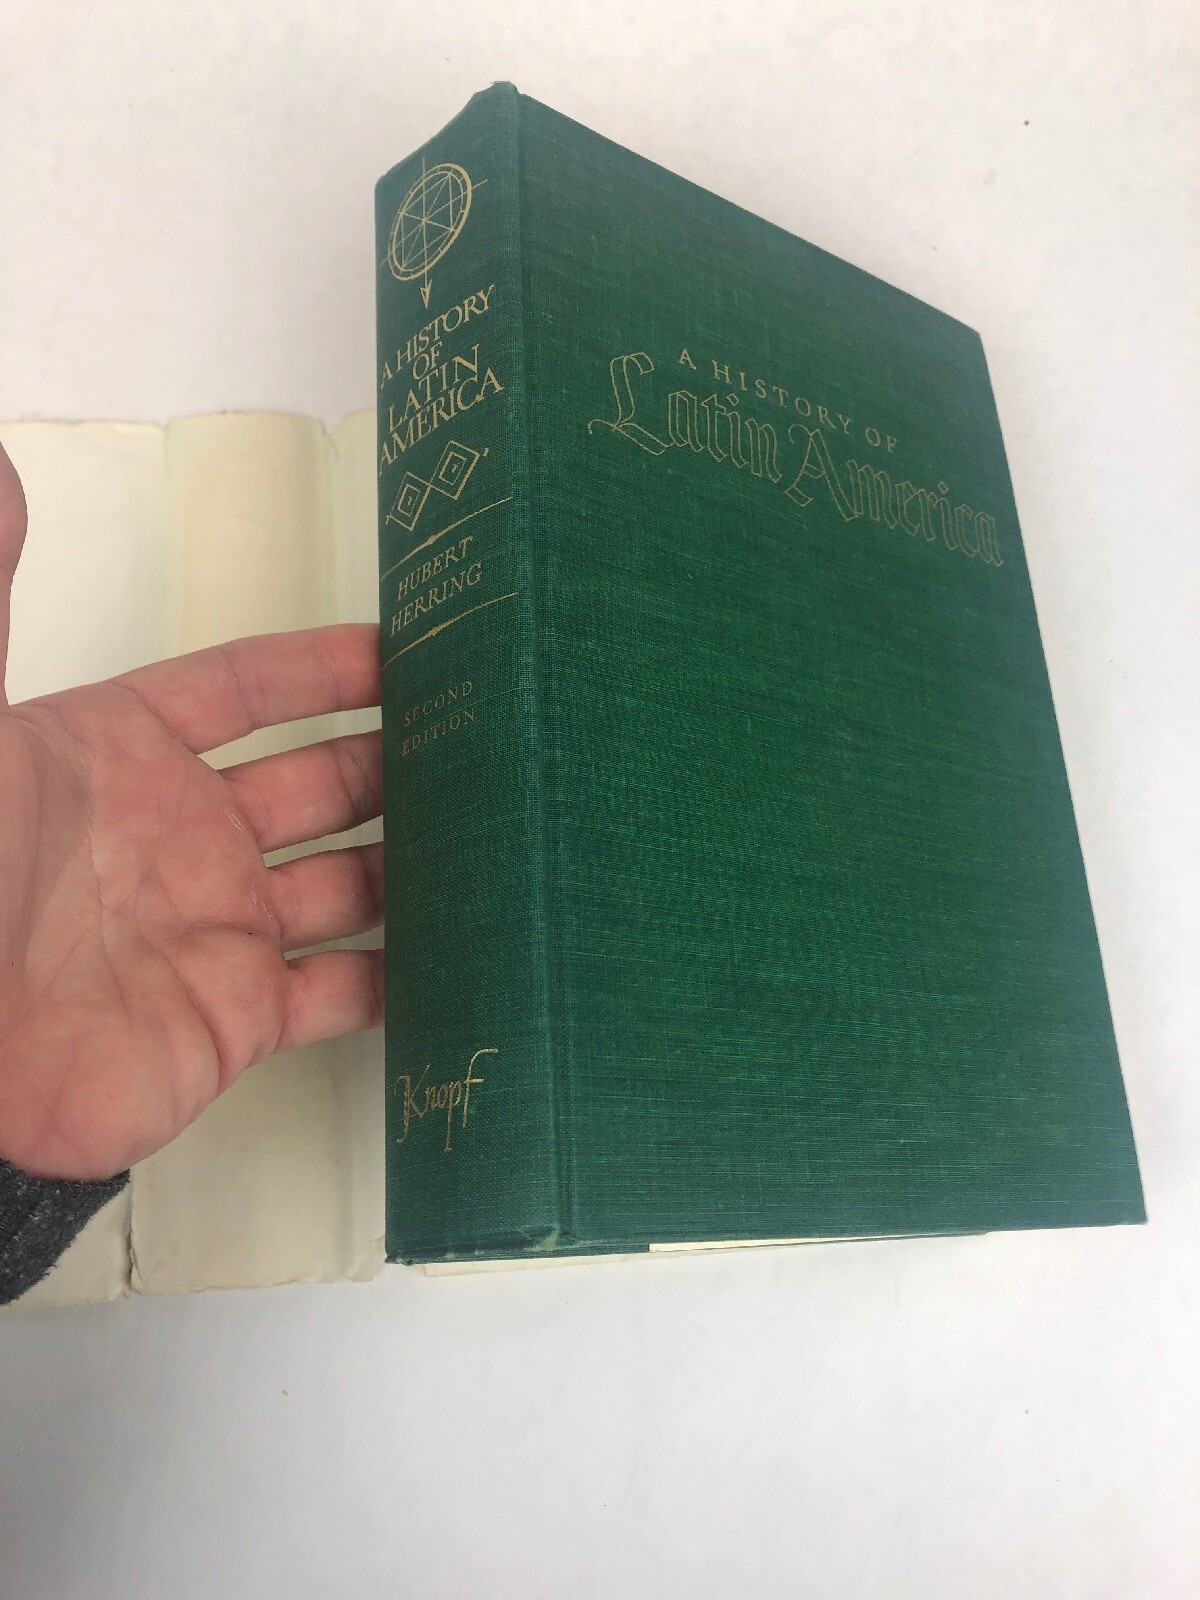 A HISTORY
OF
LATIN
AMERICA
HUBERT
HERRING
SECOND
EDITION
Knopf
A HISTORY OF
Latin America